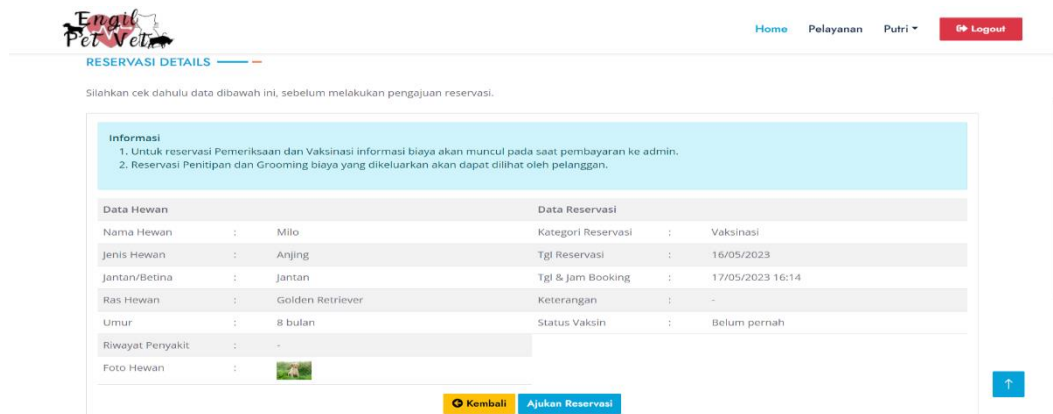 Engil
Pet Vet
Home Pelayanan Putri Logout
RESERVASI DETAILS
Silahkan cek dahulu data dibawah ini, sebelum melakukan pengajuan reservasi.
Informasi
1. Untuk reservasi Pemeriksaan dan Vaksinasi informasi biaya akan muncul pada saat pembayaran ke admin.
2. Reservasi Penitipan dan Grooming biaya yang dikeluarkan akan dapat dilihat oleh pelanggan.
Data Hewan
Nama Hewan : Milo
Jenis Hewan : Anjing
Jantan/Betina : Jantan
Ras Hewan : Golden Retriever
Umur : 8 bulan
Riwayat Penyakit : -
Foto Hewan :
Data Reservasi
Kategori Reservasi : Vaksinasi
Tgl Reservasi : 16/05/2023
Tgl & Jam Booking : 17/05/2023 16:14
Keterangan : -
Status Vaksin : Belum pernah
Kembali Ajukan Reservasi